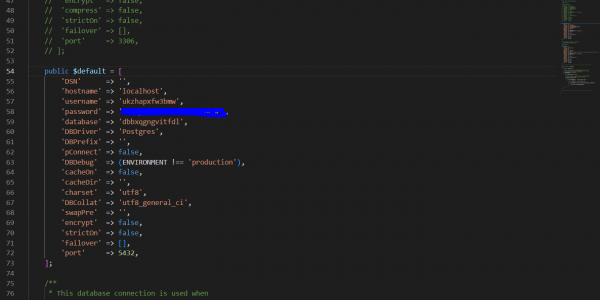 47 // 'encrypt' => false,
48 // 'compress' => false,
49 // 'strictOn' => false,
50 // 'failover' => [],
51 // 'port' => 3306,
52 // ];
53
54 public $default = [
55 'DSN' => '',
56 'hostname' => 'localhost',
57 'username' => 'ukzhapxfw3bmw',
58 'password' => '
59 'database' => 'dbbxqgngvitfdl',
60 'DBDriver' => 'Postgres',
61 'DBPrefix' => '',
62 'pConnect' => false,
63 'DBDebug' => (ENVIRONMENT !== 'production'),
64 'cacheOn' => false,
65 'cacheDir' => '',
66 'charset' => 'utf8',
67 'DBCollat' => 'utf8_general_ci',
68 'swapPre' => '',
69 'encrypt' => false,
70 'strictOn' => false,
71 'failover' => [],
72 'port' => 5432,
73 ];
74
75 /**
76 * This database connection is used when